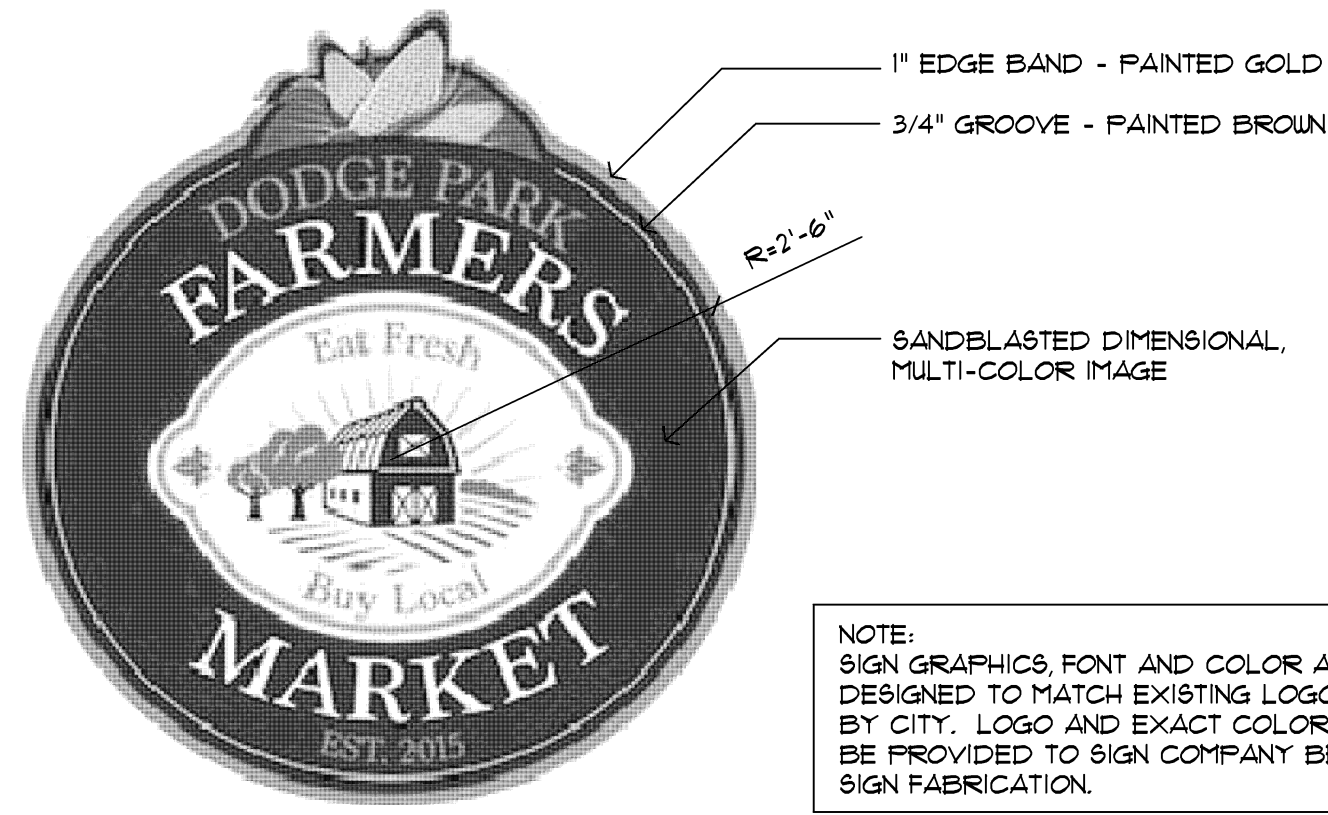 DODGE PARK
FARMERS
Eat Fresh
Buy Local
MARKET
EST. 2015
1" EDGE BAND - PAINTED GOLD
3/4" GROOVE - PAINTED BROWN
R=2'-6"
SANDBLASTED DIMENSIONAL,
MULTI-COLOR IMAGE
NOTE:
SIGN GRAPHICS, FONT AND COLOR A
DESIGNED TO MATCH EXISTING LOGO
BY CITY. LOGO AND EXACT COLOR
BE PROVIDED TO SIGN COMPANY BE
SIGN FABRICATION.